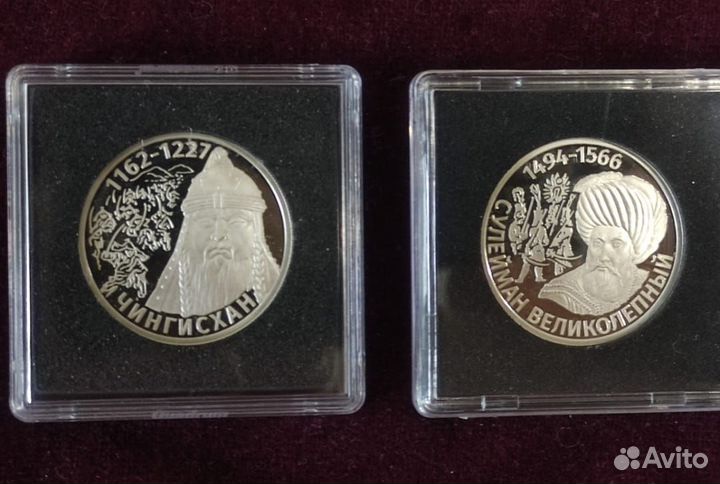 1162-1227
ЧИНГИСХАН
1494-1566
СУЛЕЙМАН ВЕЛИКОЛЕПНЫЙ
Avito